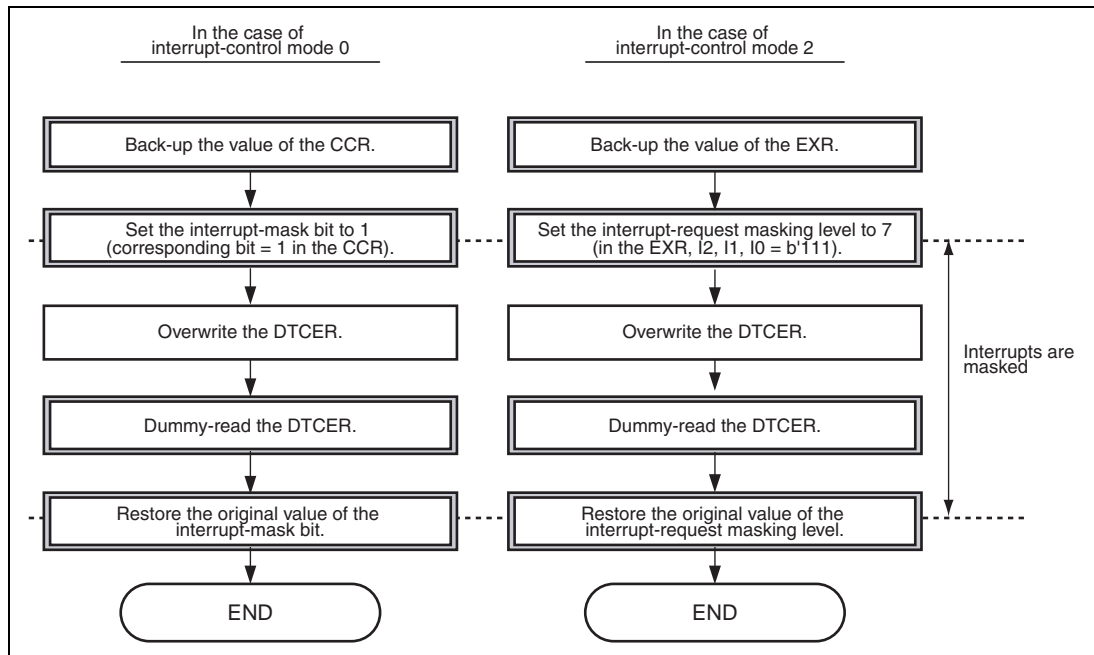 In the case of
interrupt-control mode 0
Back-up the value of the CCR.
Set the interrupt-mask bit to 1
(corresponding bit = 1 in the CCR).
Overwrite the DTCER.
Dummy-read the DTCER.
Restore the original value of the
interrupt-mask bit.
END
In the case of
interrupt-control mode 2
Back-up the value of the EXR.
Set the interrupt-request masking level to 7
(in the EXR, I2, I1, I0 = b'111).
Overwrite the DTCER.
Dummy-read the DTCER.
Restore the original value of the
interrupt-request masking level.
END
Interrupts are
masked